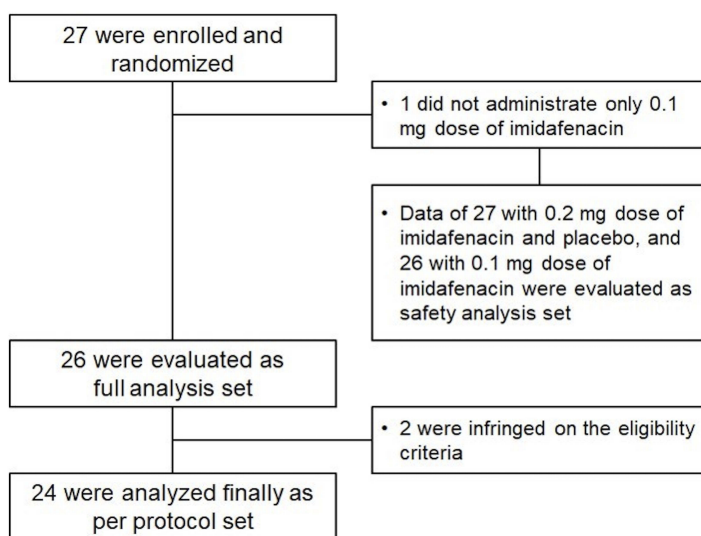 27 were enrolled and
randomized
• 1 did not administrate only 0.1
mg dose of imidafenacin
• Data of 27 with 0.2 mg dose of
imidafenacin and placebo, and
26 with 0.1 mg dose of
imidafenacin were evaluated as
safety analysis set
26 were evaluated as
full analysis set
• 2 were infringed on the eligibility
criteria
24 were analyzed finally as
per protocol set